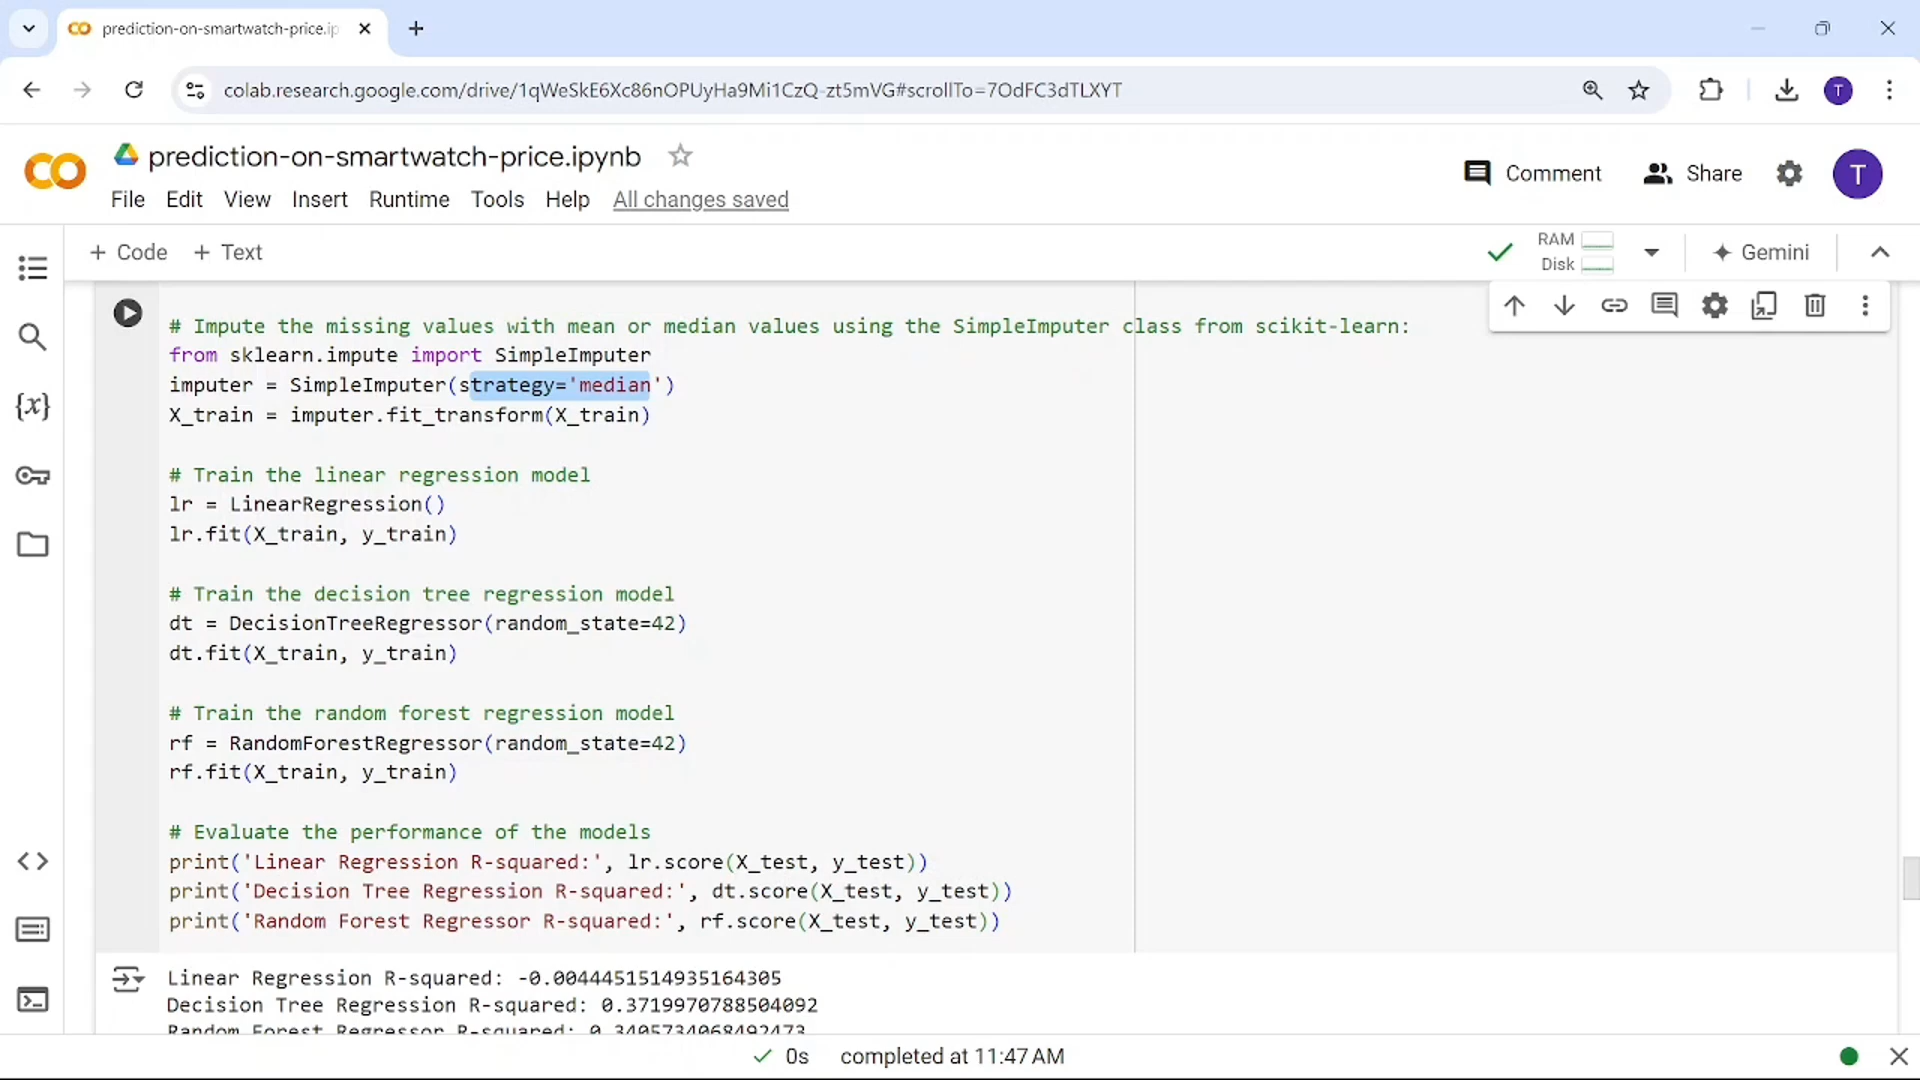 prediction-on-smartwatch-price.ip
colab.research.google.com/drive/1qWeSkE6Xc86nOPUyHa9Mi1CzQ-zt5mVG#scrollTo=7OdFC3dTLXYT
T
prediction-on-smartwatch-price.ipynb
Comment
Share
T
File Edit View Insert Runtime Tools Help All changes saved
+ Code + Text
RAM
Disk
Gemini
# Impute the missing values with mean or median values using the SimpleImputer class from scikit-learn:
from sklearn.impute import SimpleImputer
imputer = SimpleImputer(strategy='median')
X_train = imputer.fit_transform(X_train)
# Train the linear regression model
lr = LinearRegression()
lr.fit(X_train, y_train)
# Train the decision tree regression model
dt = DecisionTreeRegressor(random_state=42)
dt.fit(X_train, y_train)
# Train the random forest regression model
rf = RandomForestRegressor(random_state=42)
rf.fit(X_train, y_train)
# Evaluate the performance of the models
print('Linear Regression R-squared:', lr.score(X_test, y_test))
print('Decision Tree Regression R-squared:', dt.score(X_test, y_test))
print('Random Forest Regressor R-squared:', rf.score(X_test, y_test))
Linear Regression R-squared: -0.0044451514935164305
Decision Tree Regression R-squared: 0.3719970788504092
Random Forest Regressor R-squared: 0.3405734068492473
0s completed at 11:47 AM